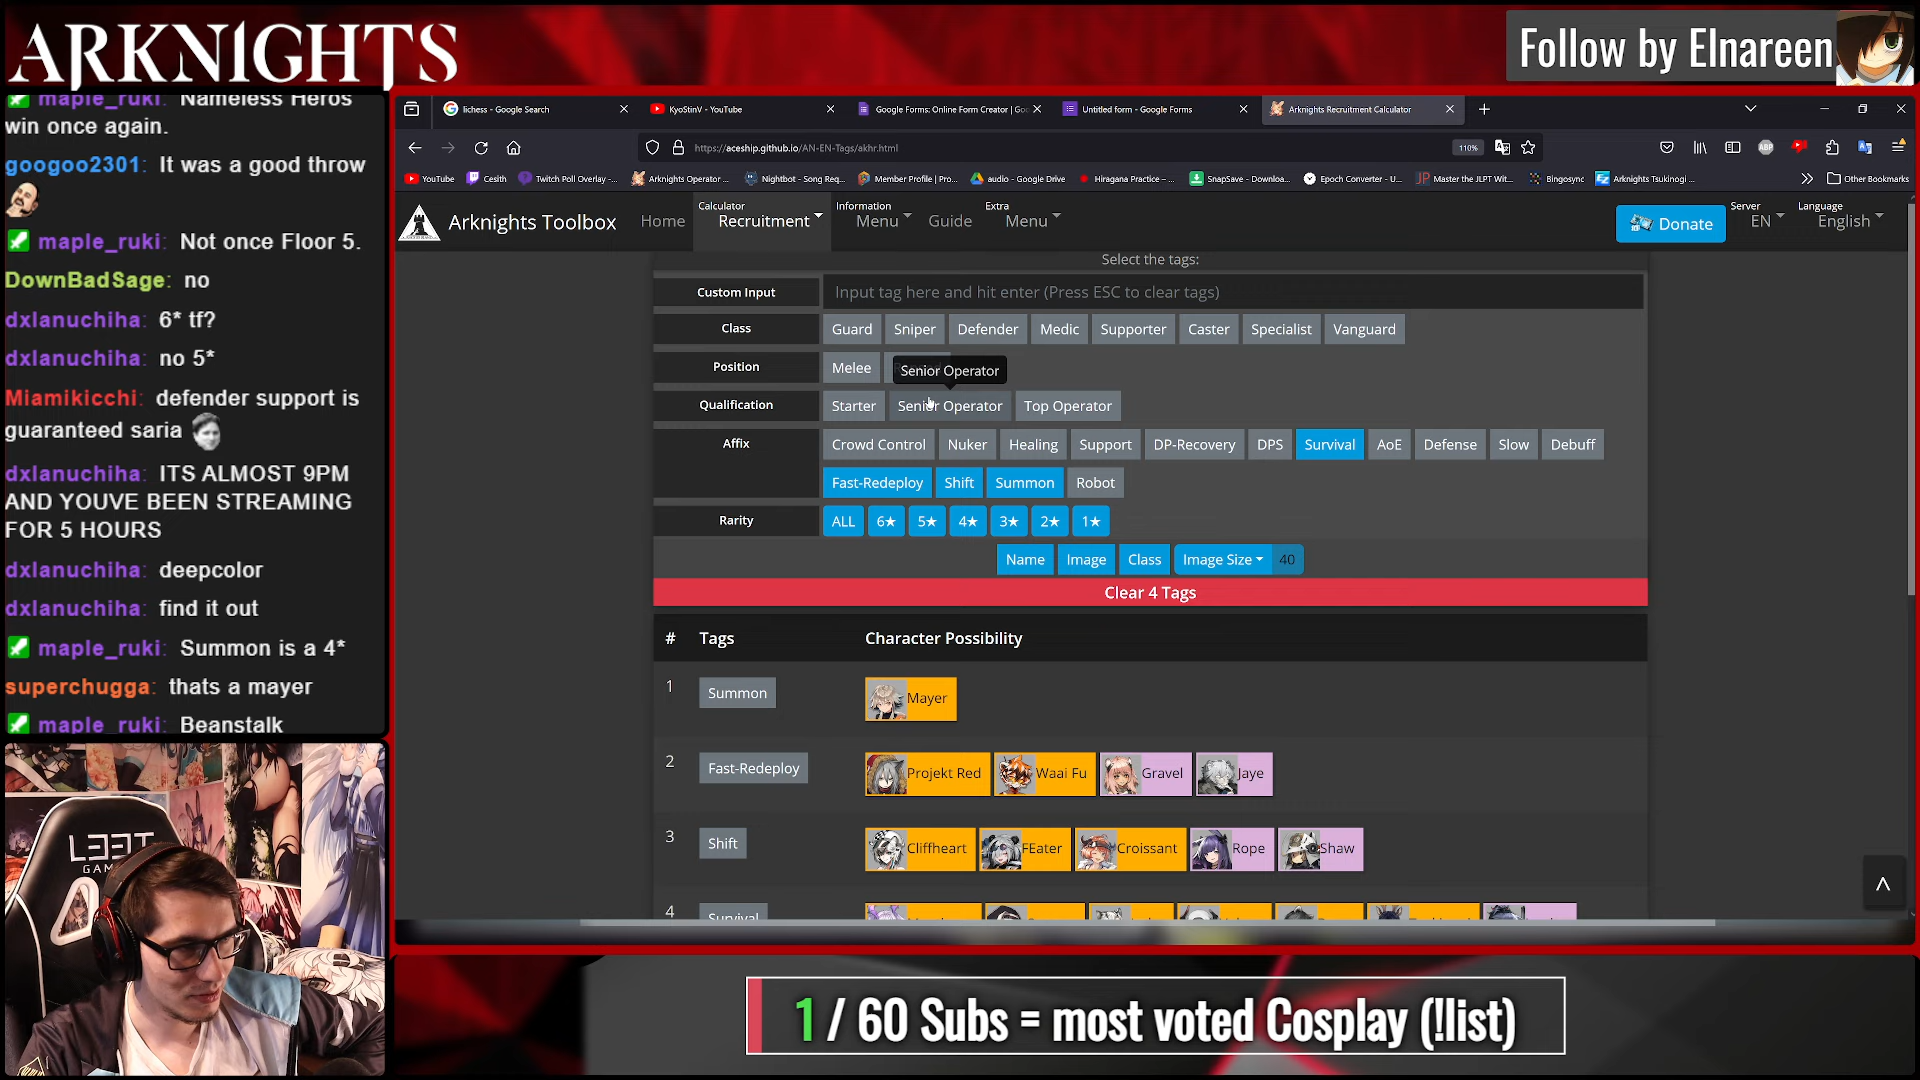 ARKNIGHTS
Follow by Elnareen
maple_ruki: Nameless Heros
win once again.
googoo2301: It was a good throw
maple_ruki: Not once Floor 5.
DownBadSage: no
dxlanuchiha: 6* tf?
dxlanuchiha: no 5*
Miamikicchi: defender support is
guaranteed saria
dxlanuchiha: ITS ALMOST 9PM
AND YOUVE BEEN STREAMING
FOR 5 HOURS
dxlanuchiha: deepcolor
dxlanuchiha: find it out
maple_ruki: Summon is a 4*
superchugga: thats a mayer
maple_ruki: Beanstalk
lichess - Google Search
KyoStinV - YouTube
Google Forms: Online Form Creator | Go
Untitled form - Google Forms
Arknights Recruitment Calculator
https://aceship.github.io/AN-EN-Tags/akhr.html
110%
YouTube
Cesith
Twitch Poll Overlay -...
Arknights Operator ...
Nightbot - Song Req...
Member Profile | Pro...
audio - Google Drive
Hiragana Practice -...
SnapSave - Downloa...
Epoch Converter - U...
Master the JLPT Wit...
Bingosync
Arknights Tsukinogi ...
Other Bookmarks
Arknights Toolbox
Home
Calculator
Recruitment
Information
Menu
Guide
Extra
Menu
Donate
Server
EN
Language
English
Select the tags:
Custom Input
Input tag here and hit enter (Press ESC to clear tags)
Class
Guard Sniper Defender Medic Supporter Caster Specialist Vanguard
Position
Melee
Senior Operator
Qualification
Starter Senior Operator Top Operator
Affix
Crowd Control Nuker Healing Support DP-Recovery DPS Survival AoE Defense Slow Debuff
Fast-Redeploy Shift Summon Robot
Rarity
ALL 6★ 5★ 4★ 3★ 2★ 1★
Name Image Class Image Size 40
Clear 4 Tags
# Tags Character Possibility
1 Summon Mayer
2 Fast-Redeploy Projekt Red Waai Fu Gravel Jaye
3 Shift Cliffheart FEater Croissant Rope Shaw
4 Survival
L33T
GAM
1 / 60 Subs = most voted Cosplay (!list)